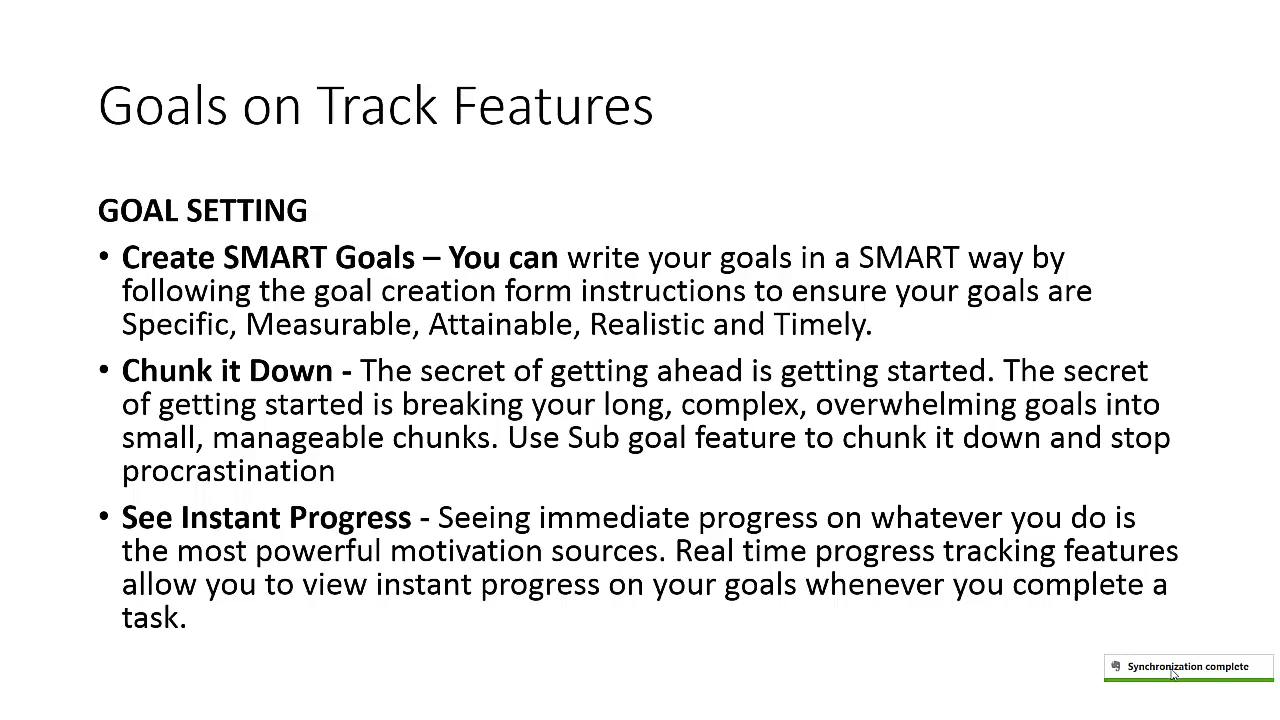 Goals on Track Features
GOAL SETTING
• Create SMART Goals – You can write your goals in a SMART way by
following the goal creation form instructions to ensure your goals are
Specific, Measurable, Attainable, Realistic and Timely.
• Chunk it Down - The secret of getting ahead is getting started. The secret
of getting started is breaking your long, complex, overwhelming goals into
small, manageable chunks. Use Sub goal feature to chunk it down and stop
procrastination
• See Instant Progress - Seeing immediate progress on whatever you do is
the most powerful motivation sources. Real time progress tracking features
allow you to view instant progress on your goals whenever you complete a
task.
Synchronization complete